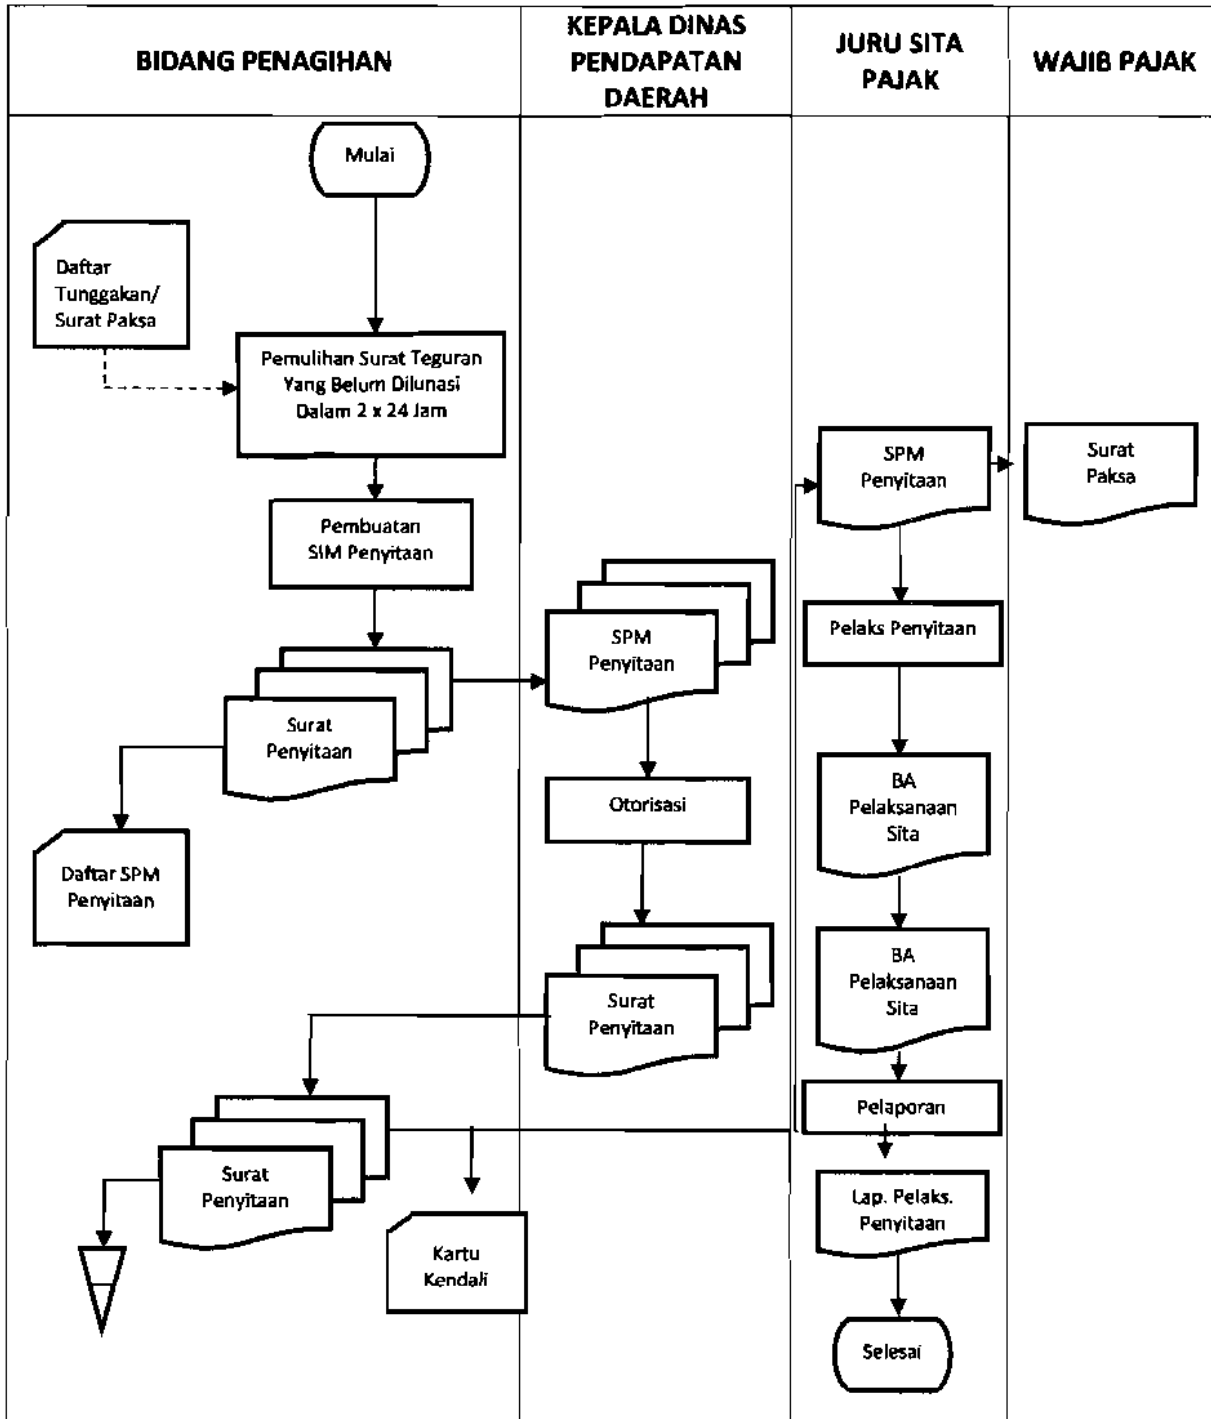 BIDANG PENAGIHAN
KEPALA DINAS
PENDAPATAN
DAERAH
JURU SITA
PAJAK
WAJIB PAJAK
Mulai
Daftar
Tunggakan/
Surat Paksa
Pemulihan Surat Teguran
Yang Belum Dilunasi
Dalam 2 x 24 Jam
Pembuatan
SIM Penyitaan
Surat
Penyitaan
Daftar SPM
Penyitaan
SPM
Penyitaan
Otorisasi
Surat
Penyitaan
Surat
Penyitaan
Kartu
Kendali
SPM
Penyitaan
Surat
Paksa
Pelaks Penyitaan
BA
Pelaksanaan
Sita
BA
Pelaksanaan
Sita
Pelaporan
Lap. Pelaks.
Penyitaan
Selesai